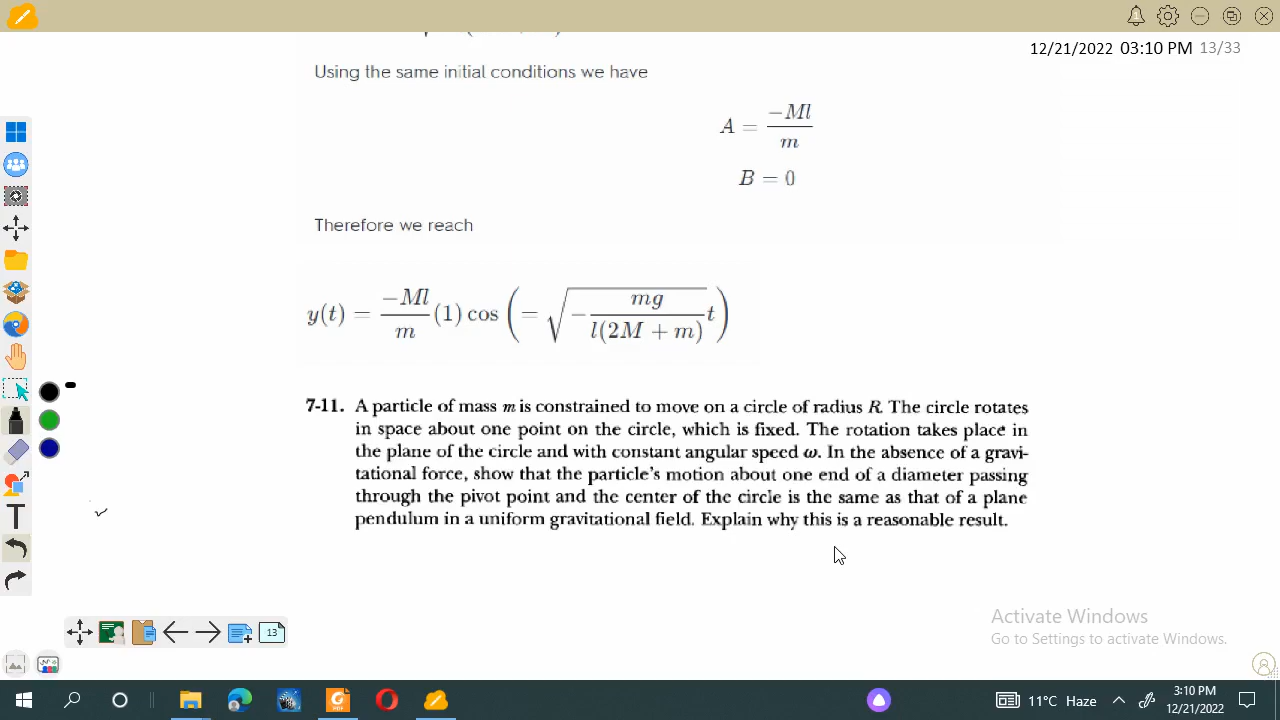 12/21/2022 03:10 PM 13/33
Using the same initial conditions we have
A = −Ml/m
B = 0
Therefore we reach
y(t) = −Ml/m (1) cos (= √−mg/l(2M + m) t)
7-11. A particle of mass m is constrained to move on a circle of radius R. The circle rotates
in space about one point on the circle, which is fixed. The rotation takes place in
the plane of the circle and with constant angular speed ω. In the absence of a gravi-
tational force, show that the particle's motion about one end of a diameter passing
through the pivot point and the center of the circle is the same as that of a plane
pendulum in a uniform gravitational field. Explain why this is a reasonable result.
Activate Windows
Go to Settings to activate Windows.
13
11°C Haze
3:10 PM
12/21/2022